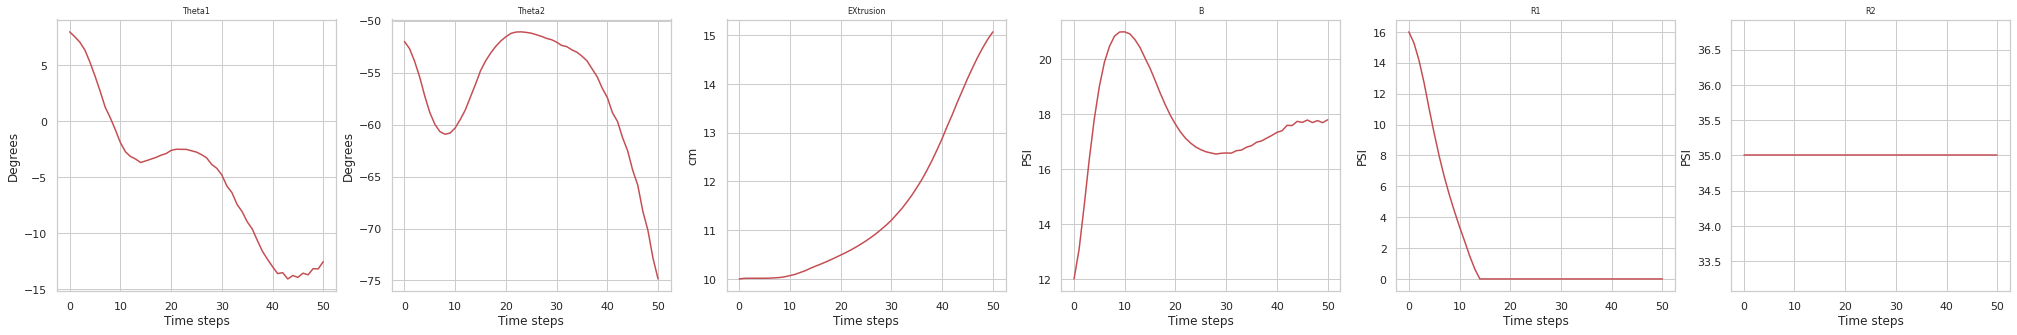 Theta1
Degrees
5
0
−5
−10
−15
0 10 20 30 40 50
Time steps
Theta2
Degrees
−50
−55
−60
−65
−70
−75
0 10 20 30 40 50
Time steps
EXtrusion
cm
15
14
13
12
11
10
0 10 20 30 40 50
Time steps
B
PSI
20
18
16
14
12
0 10 20 30 40 50
Time steps
R1
PSI
16
14
12
10
8
6
4
2
0
0 10 20 30 40 50
Time steps
R2
PSI
36.5
36.0
35.5
35.0
34.5
34.0
33.5
0 10 20 30 40 50
Time steps